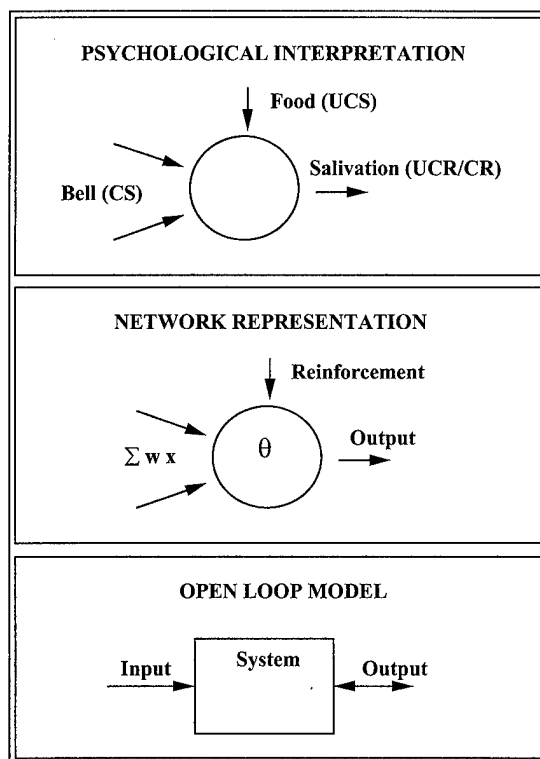 PSYCHOLOGICAL INTERPRETATION
Food (UCS)
Salivation (UCR/CR)
Bell (CS)
NETWORK REPRESENTATION
Reinforcement
Output
Σ w x
θ
OPEN LOOP MODEL
Input
System
Output